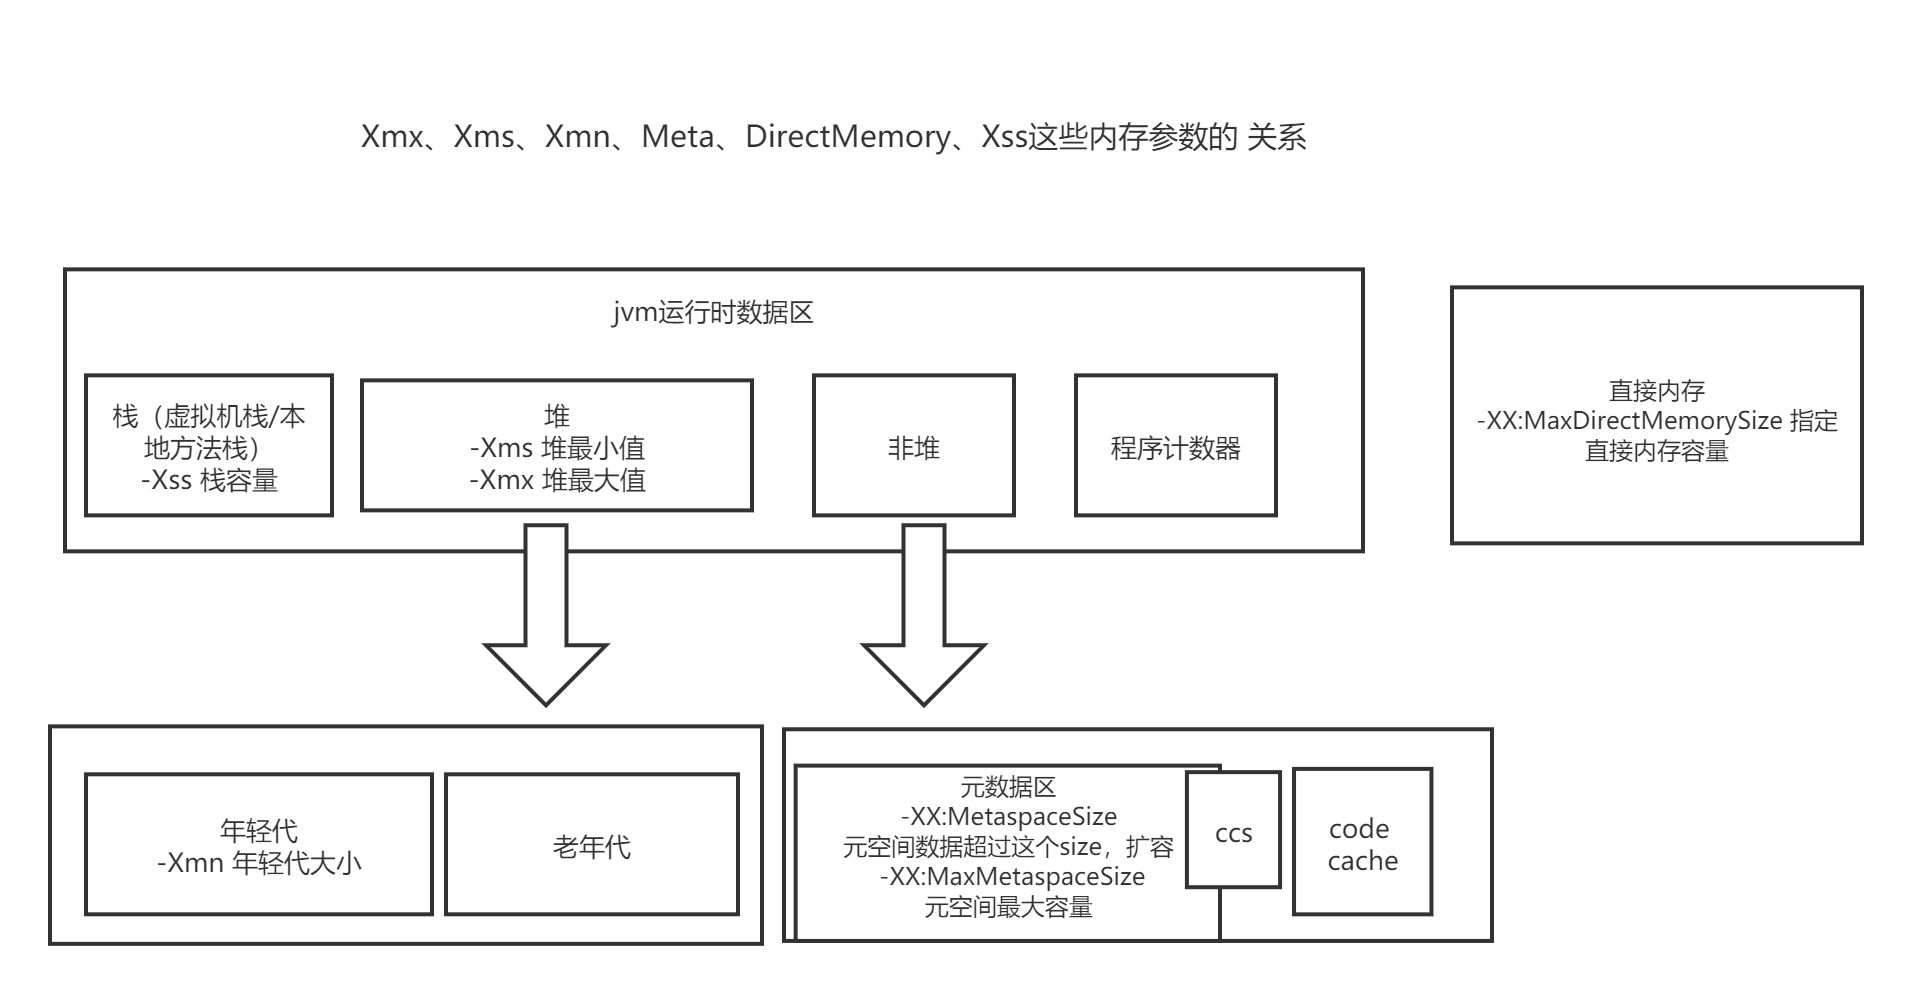 Xmx、Xms、Xmn、Meta、DirectMemory、Xss这些内存参数的 关系
jvm运行时数据区
栈（虚拟机栈/本
地方法栈）
-Xss 栈容量
堆
-Xms 堆最小值
-Xmx 堆最大值
非堆
程序计数器
直接内存
-XX:MaxDirectMemorySize 指定
直接内存容量
年轻代
-Xmn 年轻代大小
老年代
元数据区
-XX:MetaspaceSize
元空间数据超过这个size，扩容
-XX:MaxMetaspaceSize
元空间最大容量
ccs
code
cache